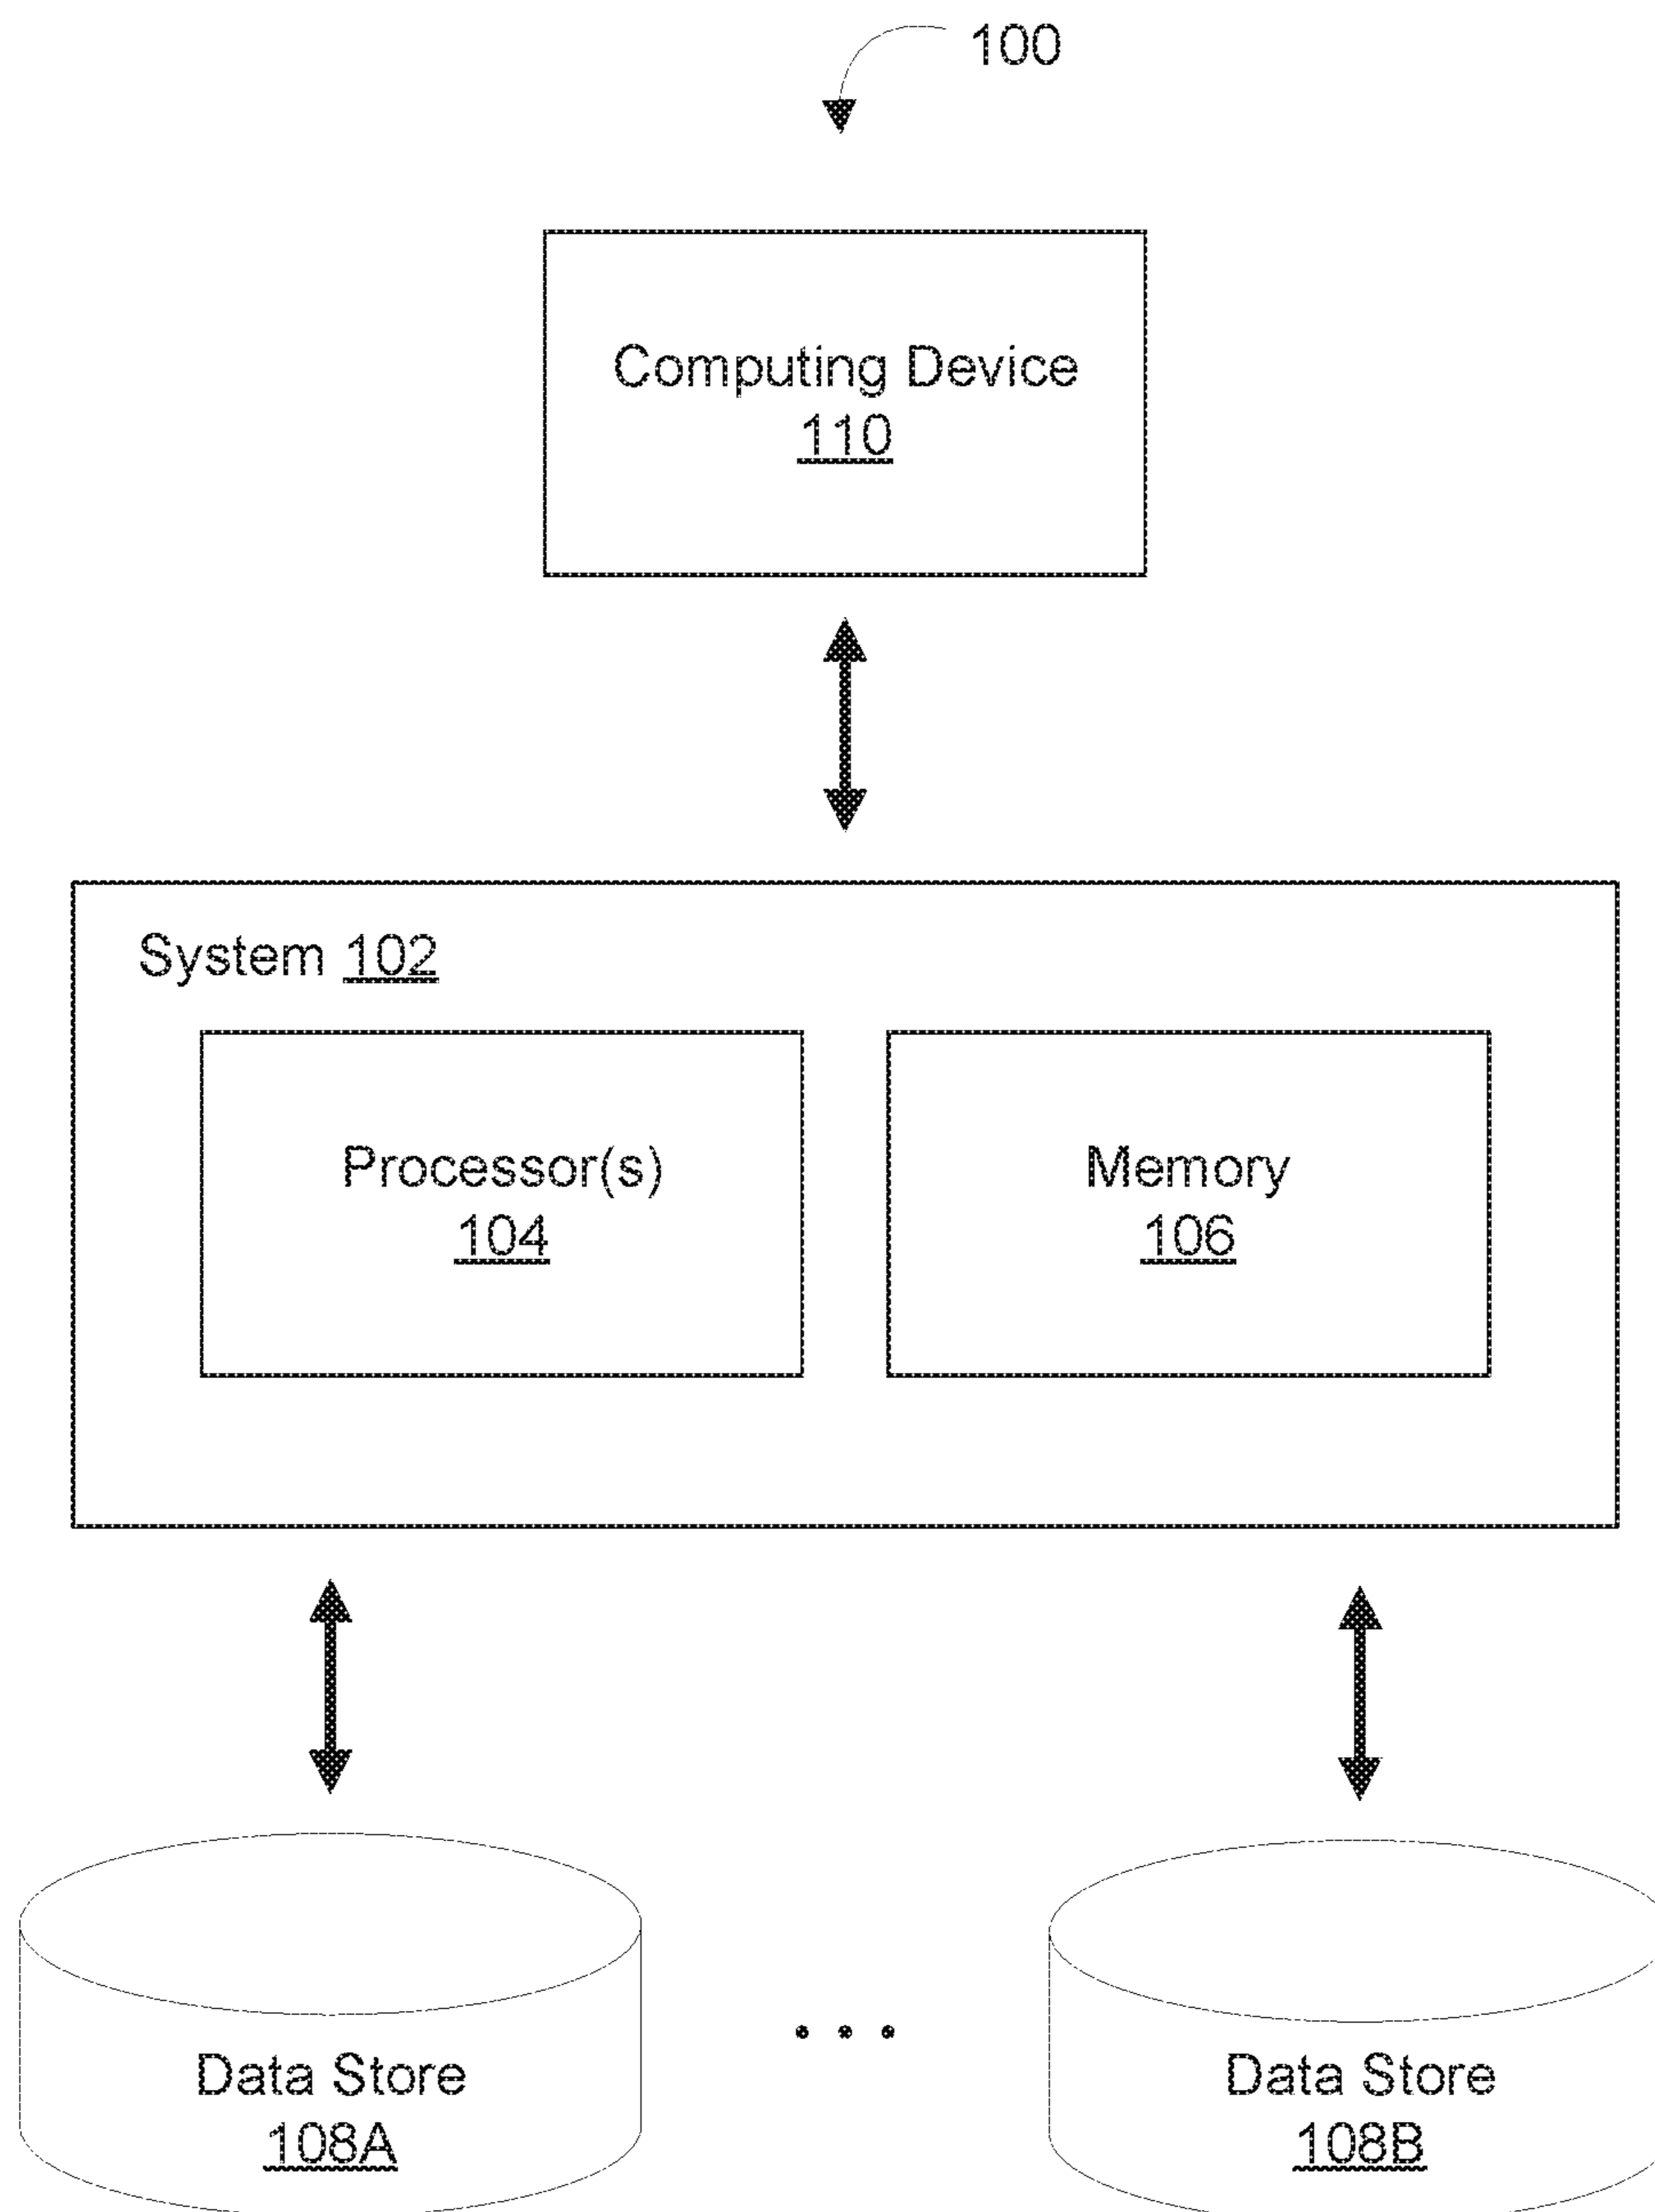 100
Computing Device
110
System 102
Processor(s)
104
Memory
106
Data Store
108A
...
Data Store
108B